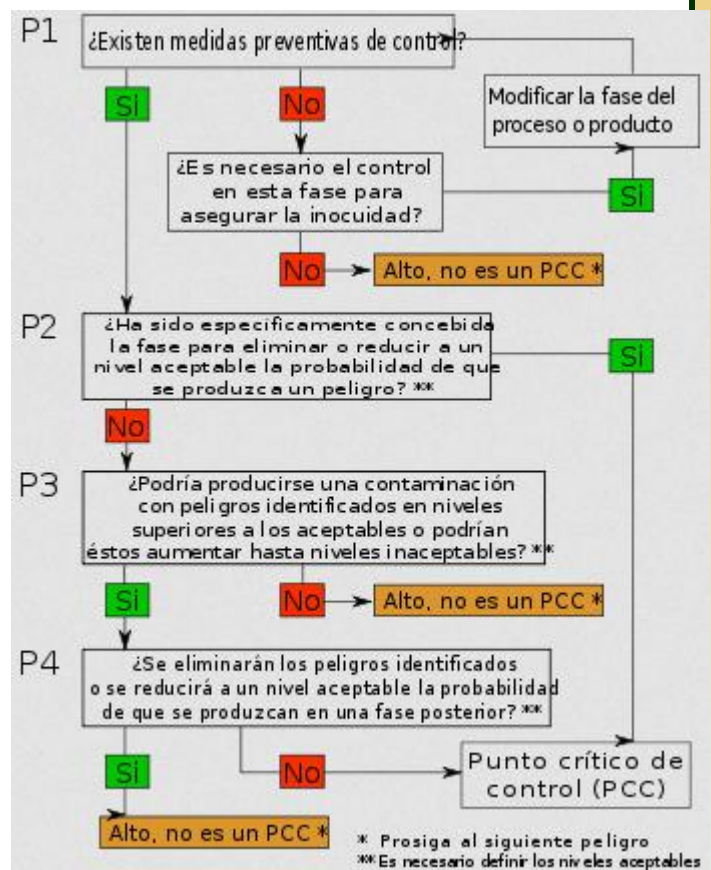 P1
¿Existen medidas preventivas de control?
Si
No
Modificar la fase del
proceso o producto
¿Es necesario el control
en esta fase para
asegurar la inocuidad?
Si
No
Alto, no es un PCC *
P2
¿Ha sido especificamente concebida
la fase para eliminar o reducir a un
nivel aceptable la probabilidad de que
se produzca un peligro? **
Si
No
P3
¿Podría producirse una contaminación
con peligros identificados en niveles
superiores a los aceptables o podrían
éstos aumentar hasta niveles inaceptables? **
Si
No
Alto, no es un PCC *
P4
¿Se eliminarán los peligros identificados
o se reducirá a un nivel aceptable la probabilidad
de que se produzcan en una fase posterior? **
Si
No
Punto crítico de
control (PCC)
Alto, no es un PCC *
* Prosiga al siguiente peligro
** Es necesario definir los niveles aceptables